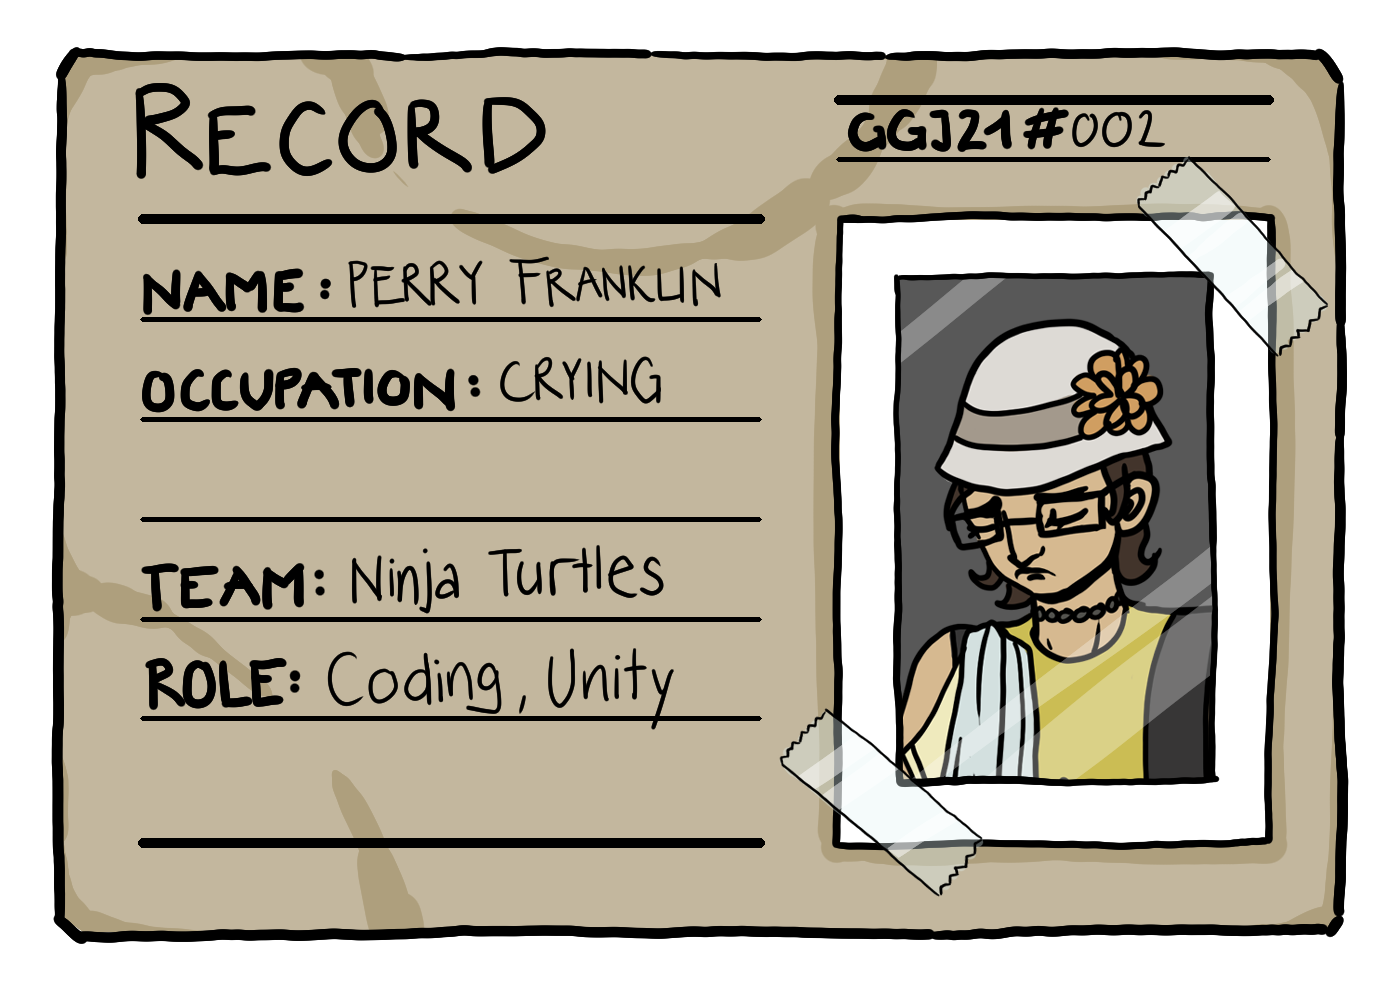 RECORD
GGJ21#002
NAME: PERRY FRANKLIN
OCCUPATION: CRYING
TEAM: Ninja Turtles
ROLE: Coding, Unity